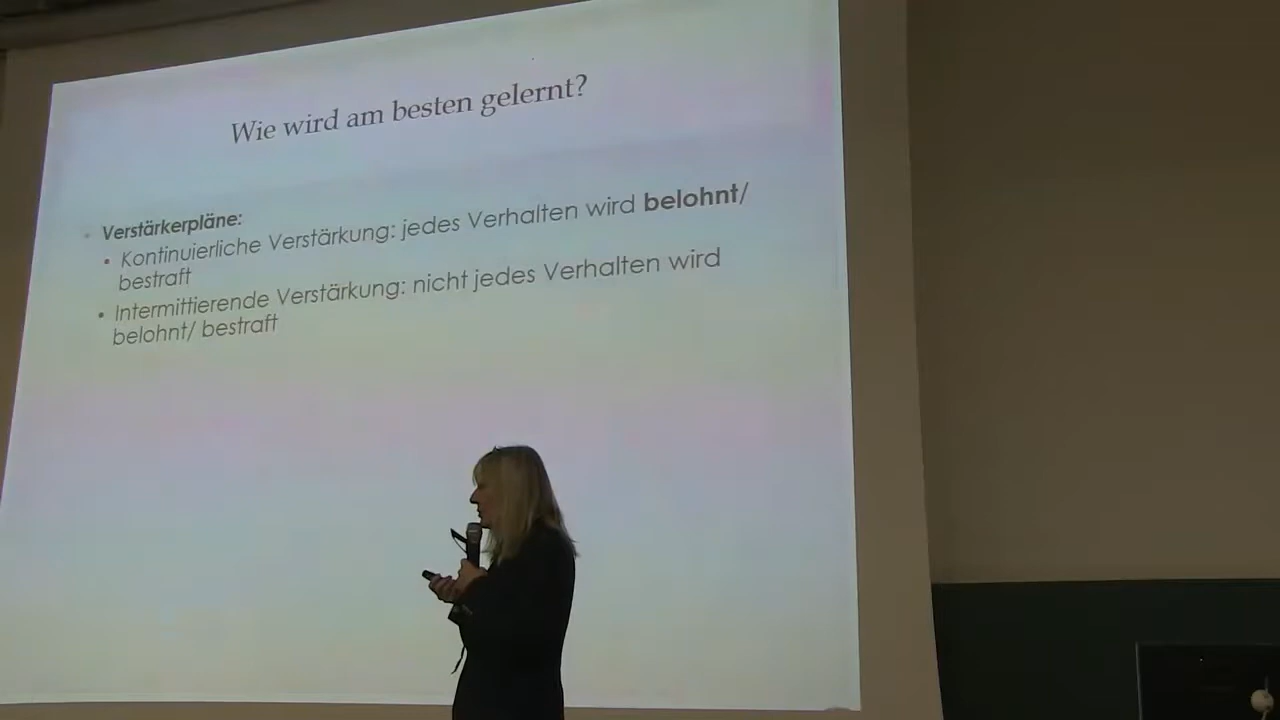 Wie wird am besten gelernt?
Verstärkerpläne:
Kontinuierliche Verstärkung: jedes Verhalten wird belohnt/
bestraft
Intermittierende Verstärkung: nicht jedes Verhalten wird
belohnt/ bestraft